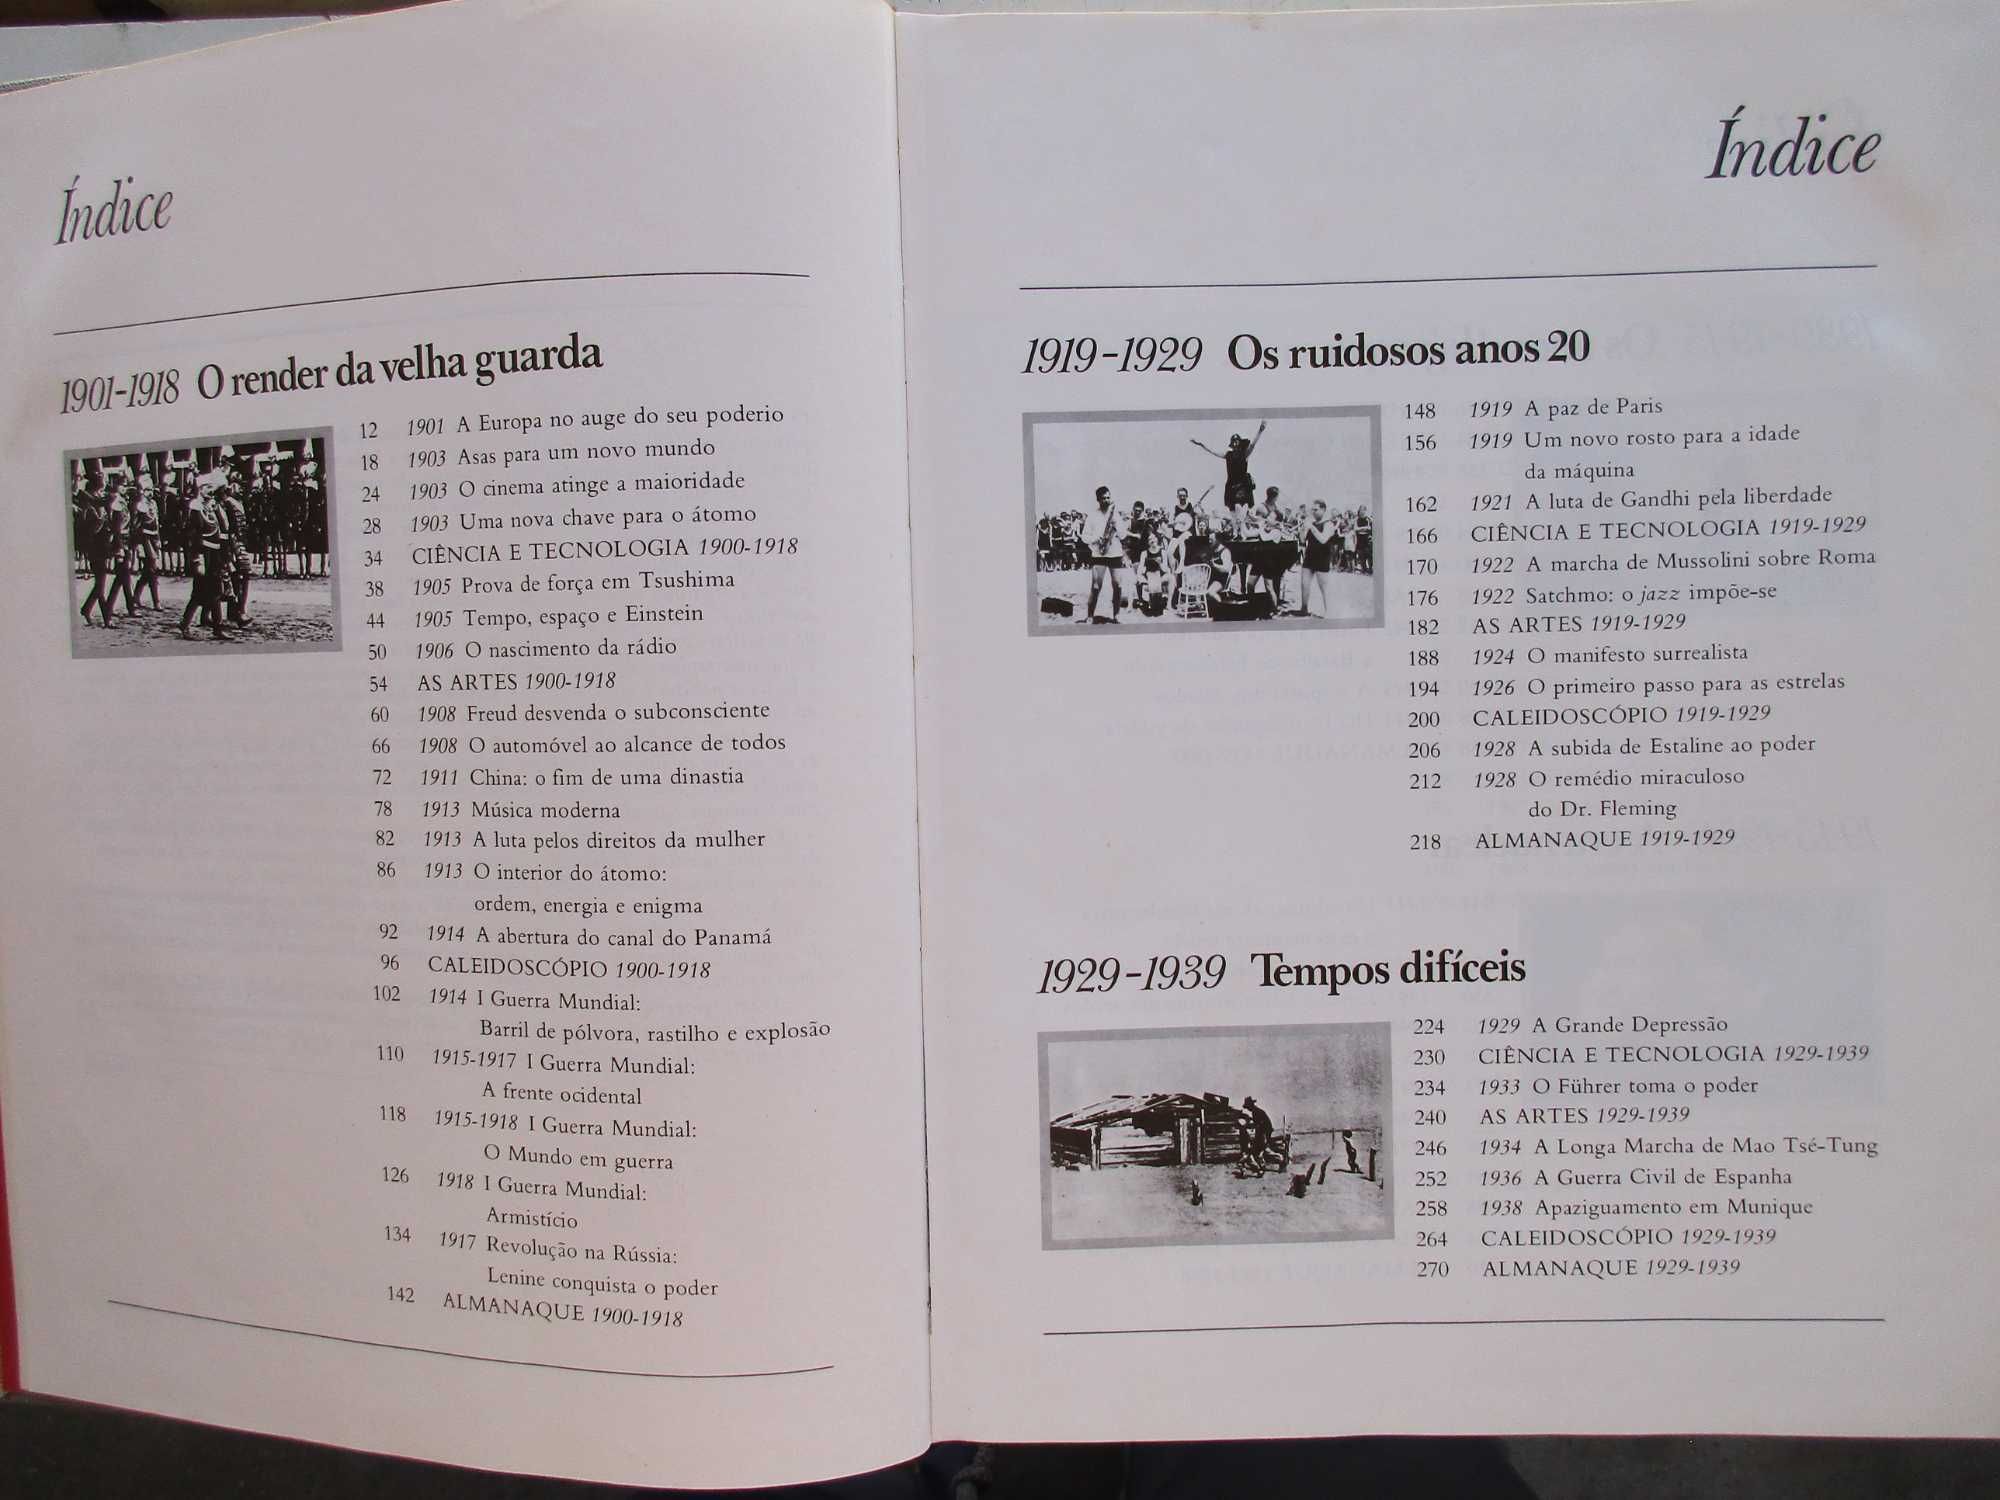 Índice
1901-1918 O render da velha guarda
12 1901 A Europa no auge do seu poderio
18 1903 Asas para um novo mundo
24 1903 O cinema atinge a maioridade
28 1903 Uma nova chave para o átomo
34 CIÊNCIA E TECNOLOGIA 1900-1918
38 1905 Prova de força em Tsushima
44 1905 Tempo, espaço e Einstein
50 1906 O nascimento da rádio
54 AS ARTES 1900-1918
60 1908 Freud desvenda o subconsciente
66 1908 O automóvel ao alcance de todos
72 1911 China: o fim de uma dinastia
78 1913 Música moderna
82 1913 A luta pelos direitos da mulher
86 1913 O interior do átomo:
ordem, energia e enigma
92 1914 A abertura do canal do Panamá
96 CALEIDOSCÓPIO 1900-1918
102 1914 I Guerra Mundial:
Barril de pólvora, rastilho e explosão
110 1915-1917 I Guerra Mundial:
A frente ocidental
118 1915-1918 I Guerra Mundial:
O Mundo em guerra
126 1918 I Guerra Mundial:
Armistício
134 1917 Revolução na Rússia:
Lenine conquista o poder
142 ALMANAQUE 1900-1918
Índice
1919-1929 Os ruidosos anos 20
148 1919 A paz de Paris
156 1919 Um novo rosto para a idade
da máquina
162 1921 A luta de Gandhi pela liberdade
166 CIÊNCIA E TECNOLOGIA 1919-1929
170 1922 A marcha de Mussolini sobre Roma
176 1922 Satchmo: o jazz impõe-se
182 AS ARTES 1919-1929
188 1924 O manifesto surrealista
194 1926 O primeiro passo para as estrelas
200 CALEIDOSCÓPIO 1919-1929
206 1928 A subida de Estaline ao poder
212 1928 O remédio miraculoso
do Dr. Fleming
218 ALMANAQUE 1919-1929
1929-1939 Tempos difíceis
224 1929 A Grande Depressão
230 CIÊNCIA E TECNOLOGIA 1929-1939
234 1933 O Führer toma o poder
240 AS ARTES 1929-1939
246 1934 A Longa Marcha de Mao Tsé-Tung
252 1936 A Guerra Civil de Espanha
258 1938 Apaziguamento em Munique
264 CALEIDOSCÓPIO 1929-1939
270 ALMANAQUE 1929-1939